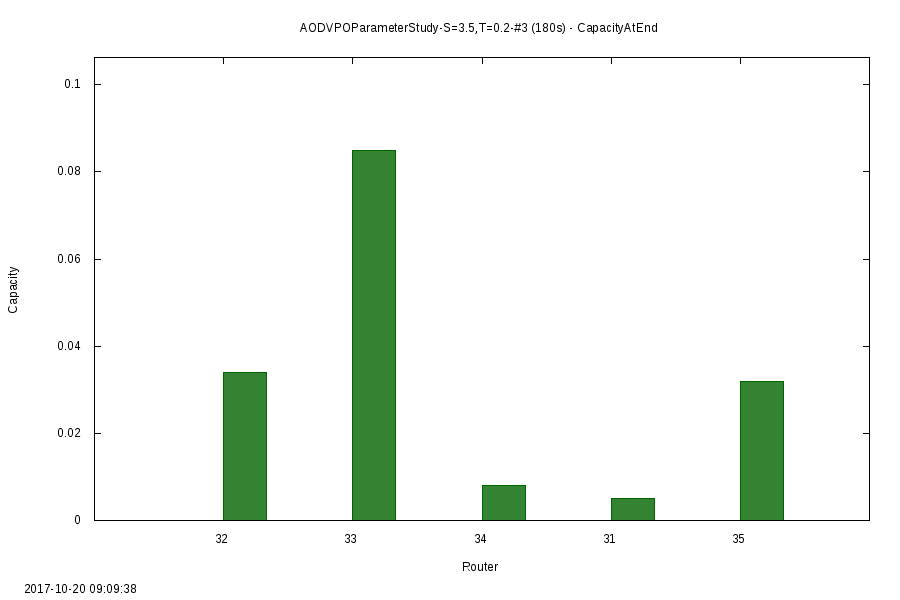 AODVPOParameterStudy-S=3.5,T=0.2-#3 (180s) - CapacityAtEnd
0.1
0.08
0.06
0.04
0.02
0
Capacity
32 33 34 31 35
Router
2017-10-20 09:09:38